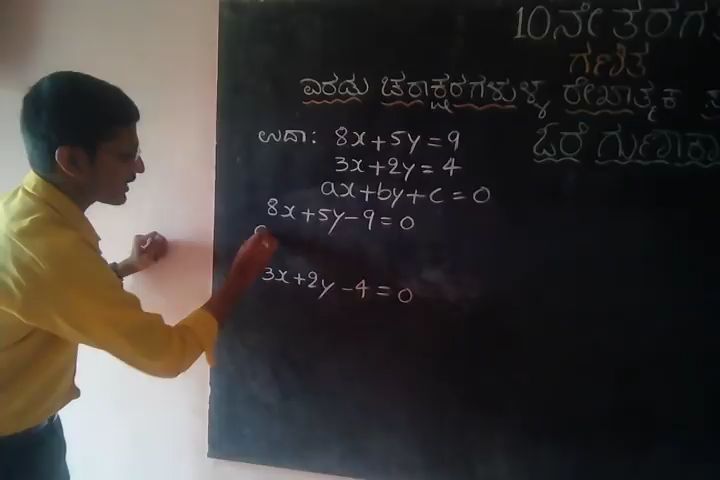 10ನೇ ತರಗ
ಗಣಿತ
ಎರಡು ಚರಾಕ್ಷರಗಳುಳ್ಳ ರೇಖಾತ್ಮಕ ಸ
ಓರೆ ಗುಣಾಕಾ
ಉದಾ: 8x+5y=9
3x+2y=4
ax+by+c=0
8x+5y-9=0
3x+2y-4=0